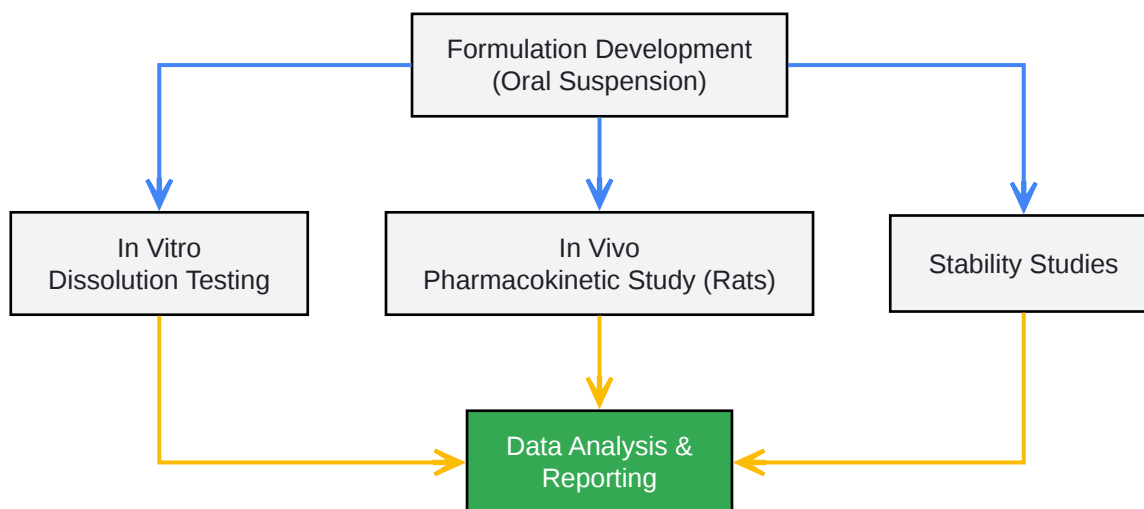 Formulation Development
(Oral Suspension)
In Vitro
Dissolution Testing
In Vivo
Pharmacokinetic Study (Rats)
Stability Studies
Data Analysis &
Reporting